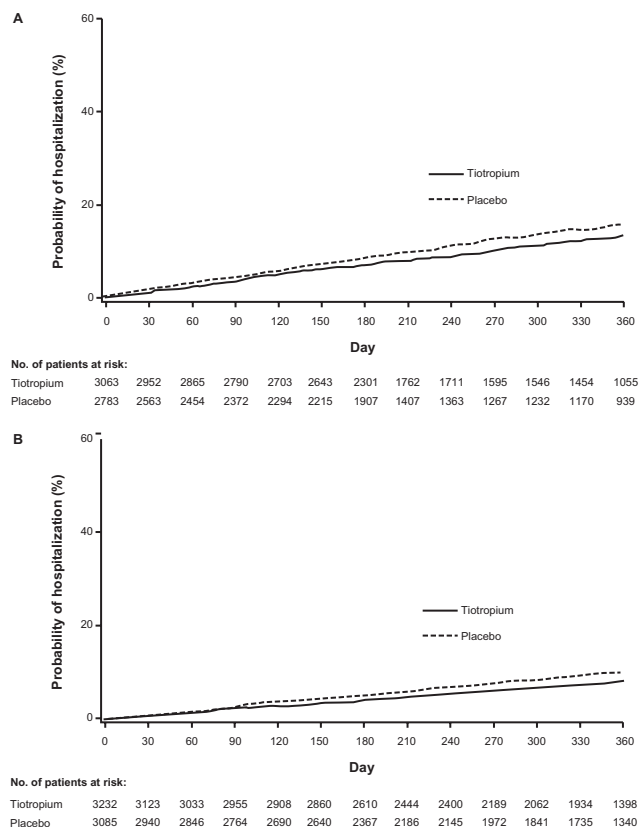 A
60
40
20
0
Probability of hospitalization (%)
Tiotropium
Placebo
0 30 60 90 120 150 180 210 240 270 300 330 360
Day
No. of patients at risk:
Tiotropium 3063 2952 2865 2790 2703 2643 2301 1762 1711 1595 1546 1454 1055
Placebo 2783 2563 2454 2372 2294 2215 1907 1407 1363 1267 1232 1170 939
B
60
40
20
0
Probability of hospitalization (%)
Tiotropium
Placebo
0 30 60 90 120 150 180 210 240 270 300 330 360
Day
No. of patients at risk:
Tiotropium 3232 3123 3033 2955 2908 2860 2610 2444 2400 2189 2062 1934 1398
Placebo 3085 2940 2846 2764 2690 2640 2367 2186 2145 1972 1841 1735 1340